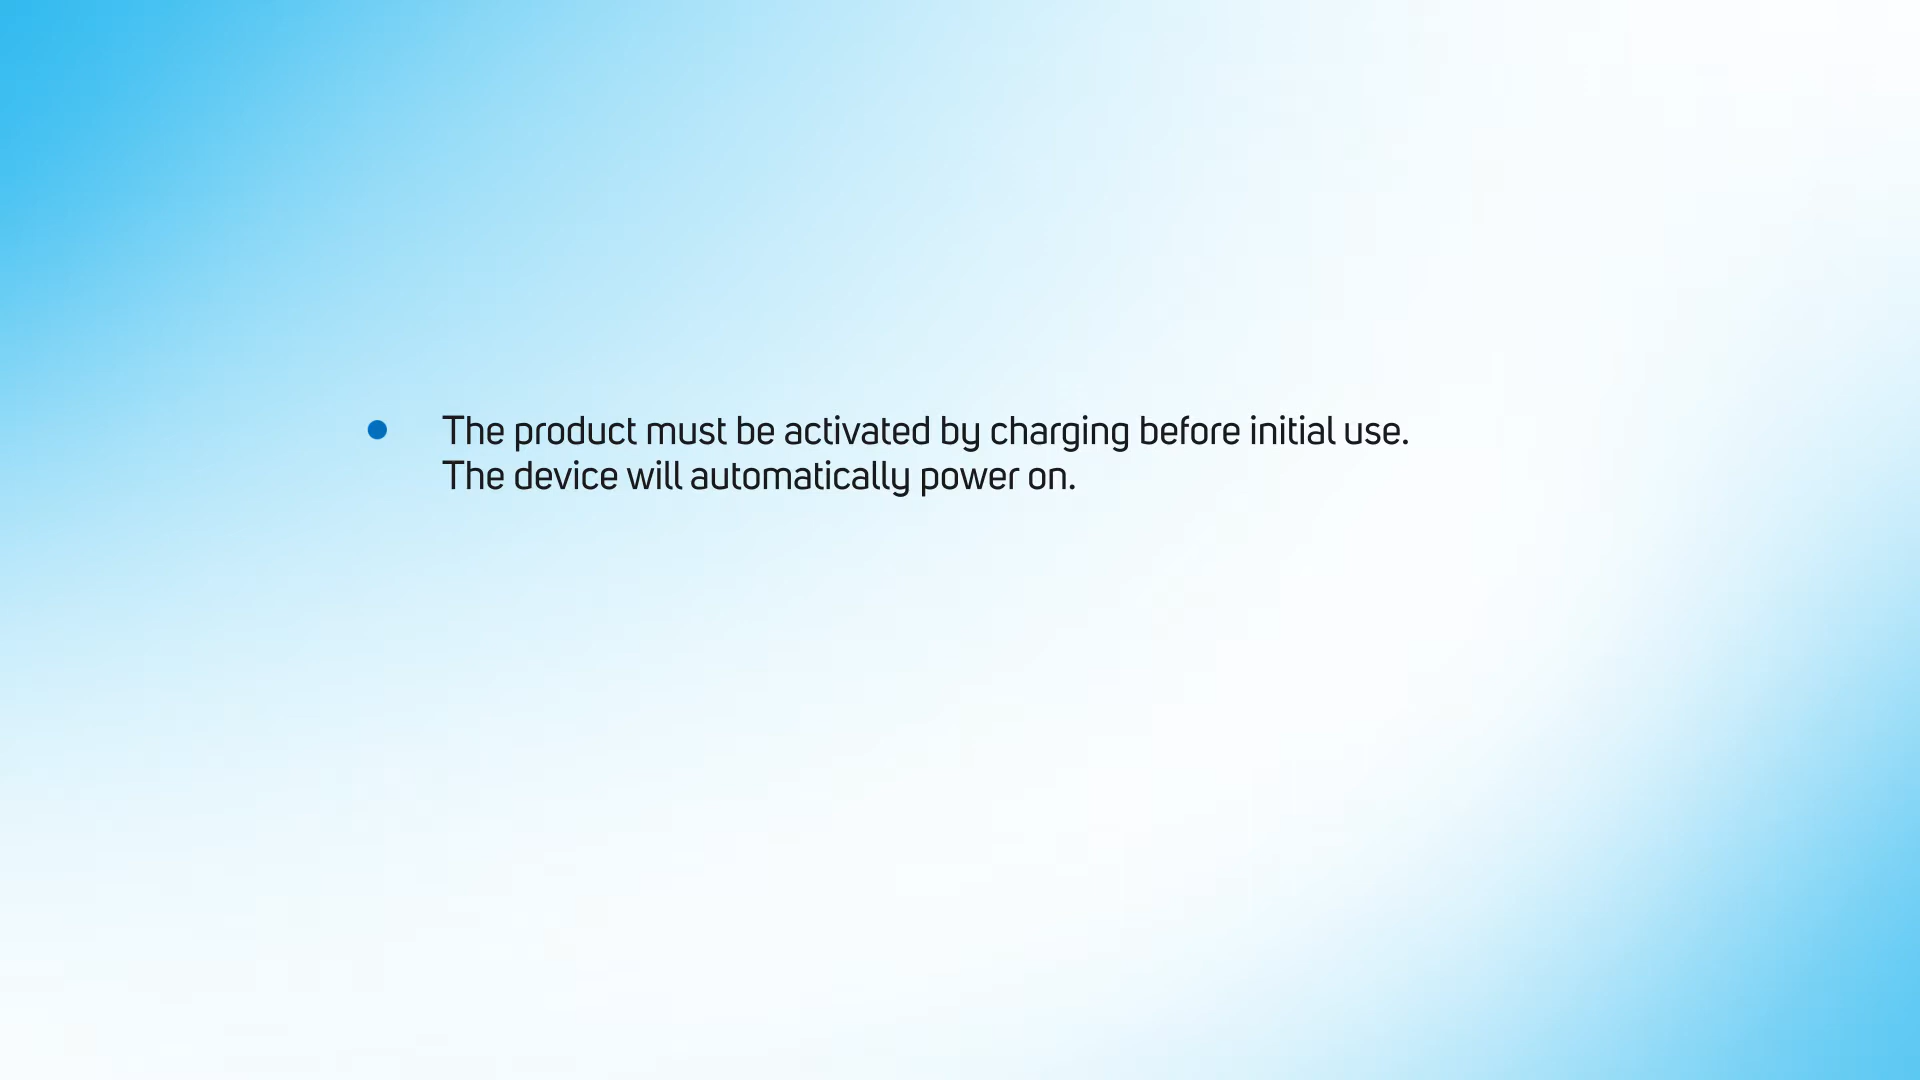 The product must be activated by charging before initial use.
The device will automatically power on.